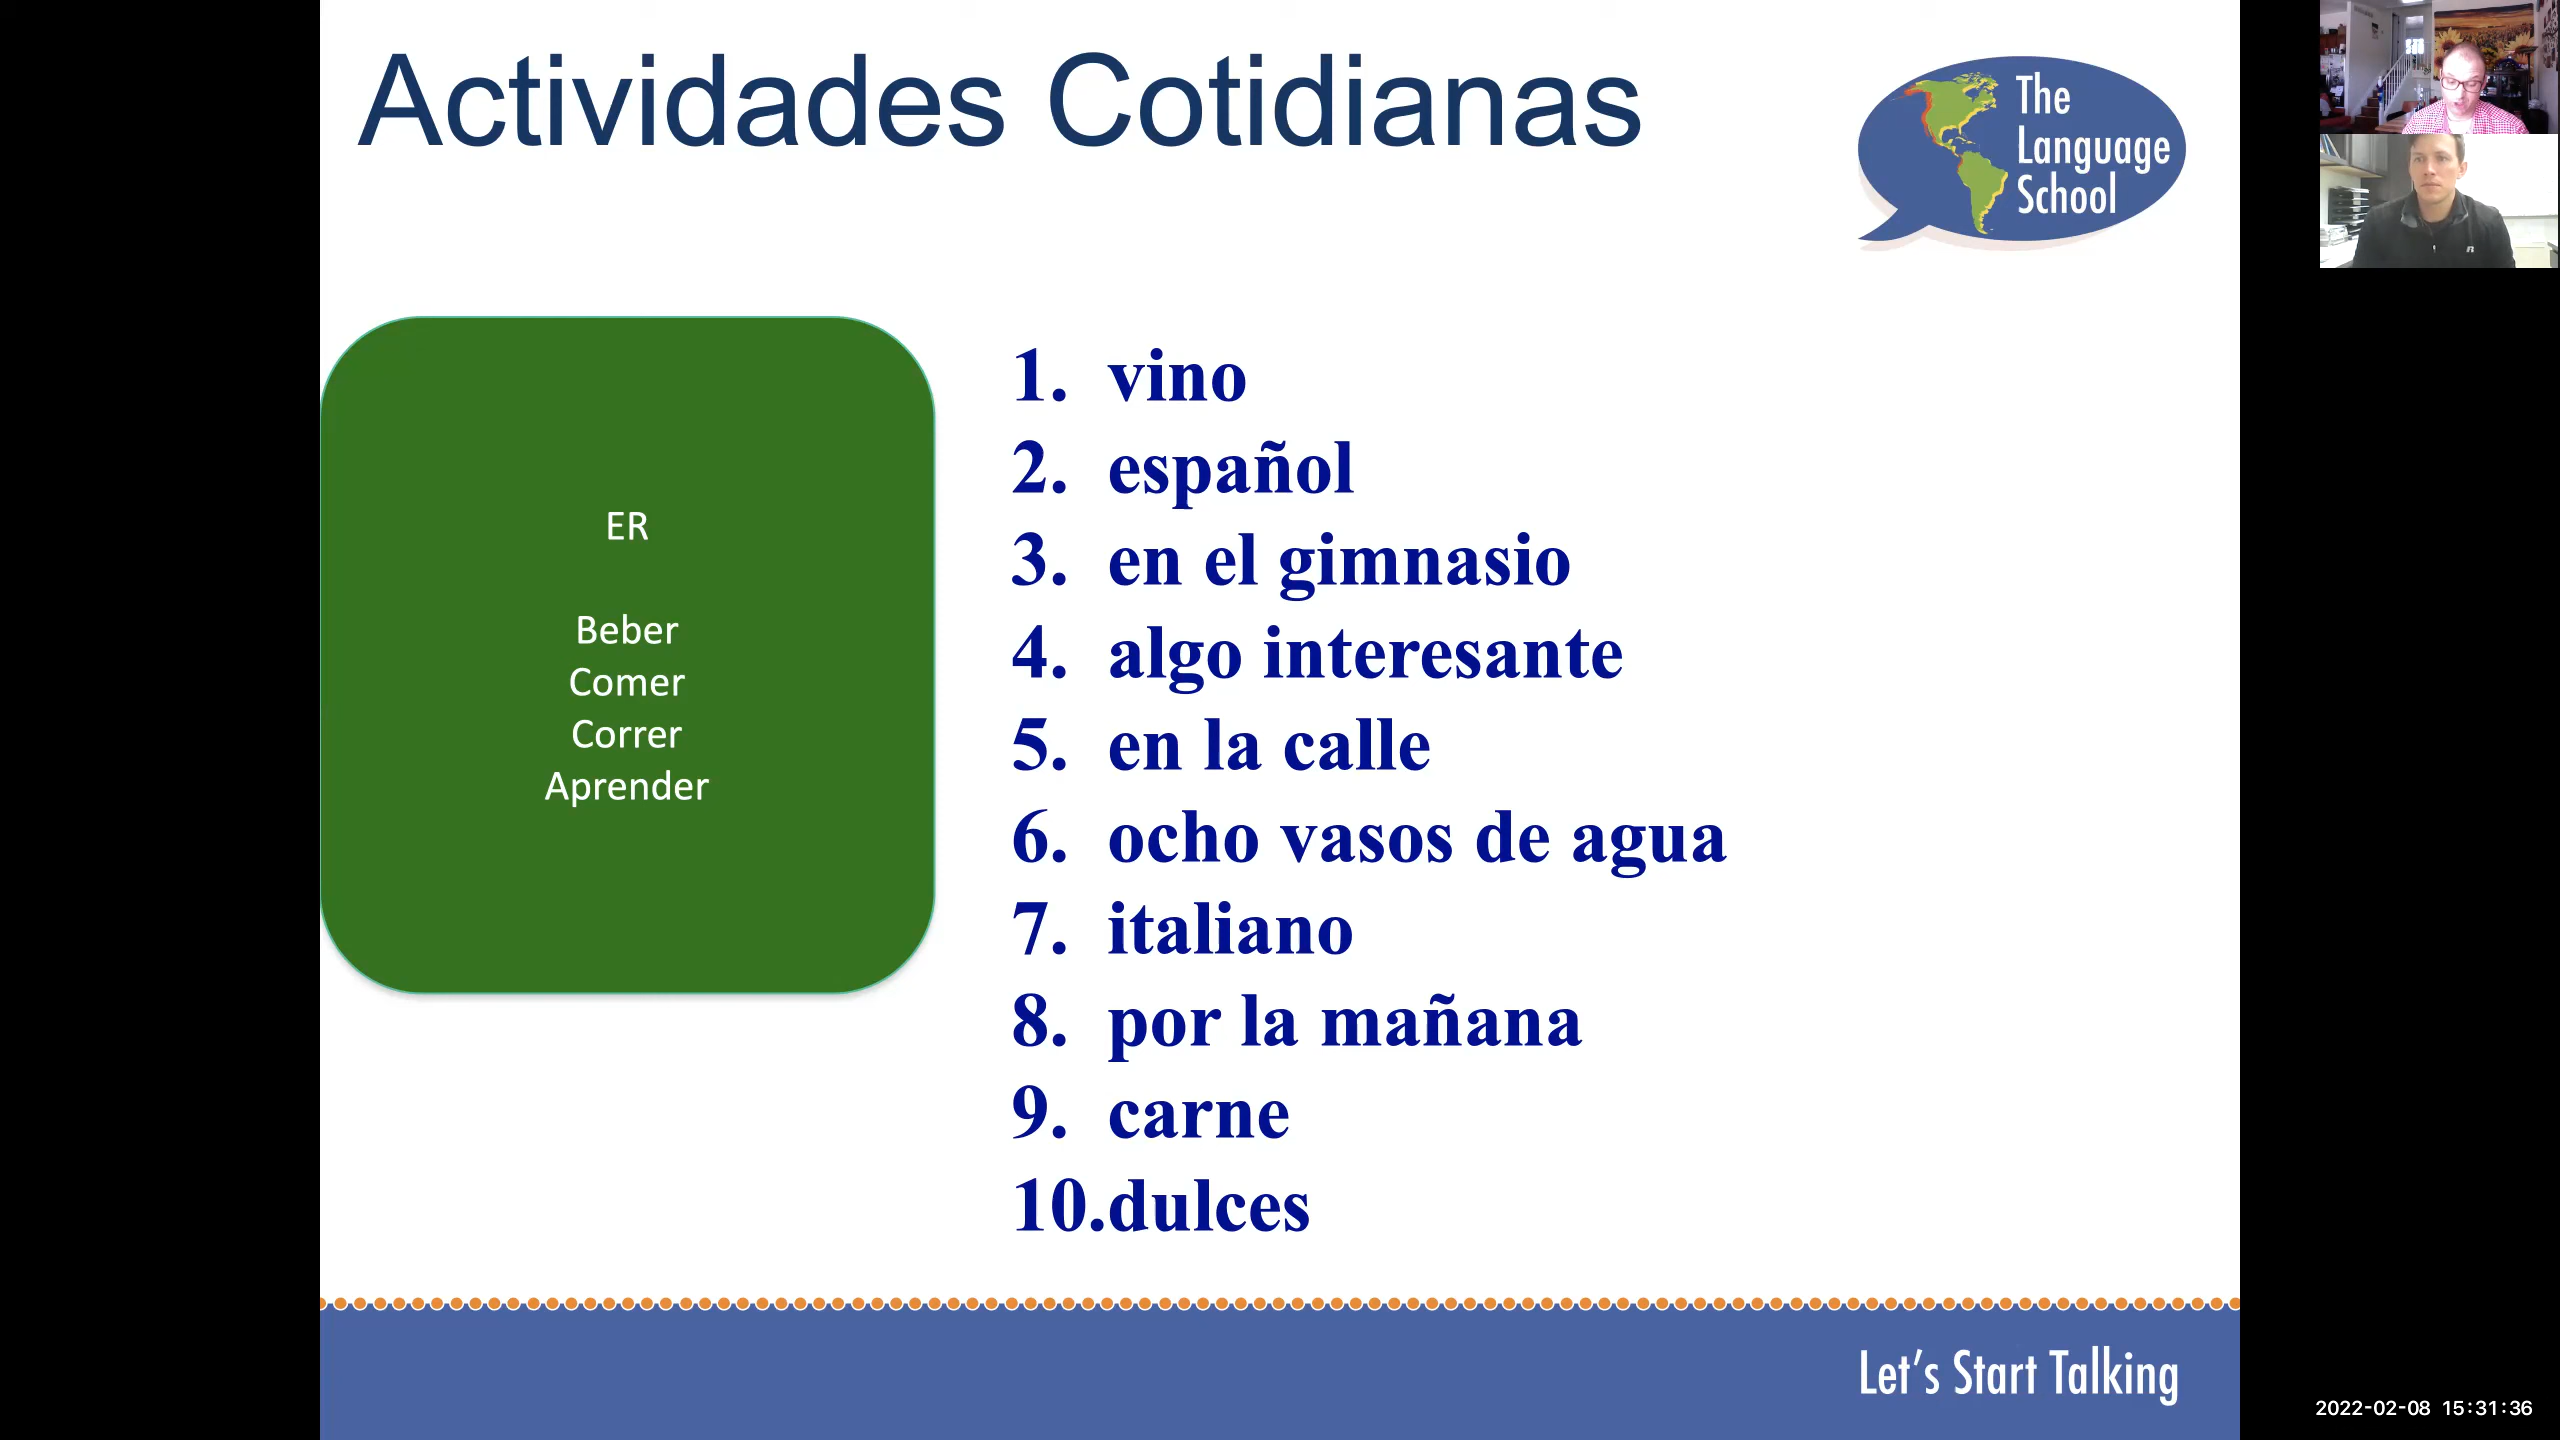 Actividades Cotidianas
The
Language
School
ER
Beber
Comer
Correr
Aprender
1. vino
2. español
3. en el gimnasio
4. algo interesante
5. en la calle
6. ocho vasos de agua
7. italiano
8. por la mañana
9. carne
10.dulces
Let's Start Talking
2022-02-08 15:31:36